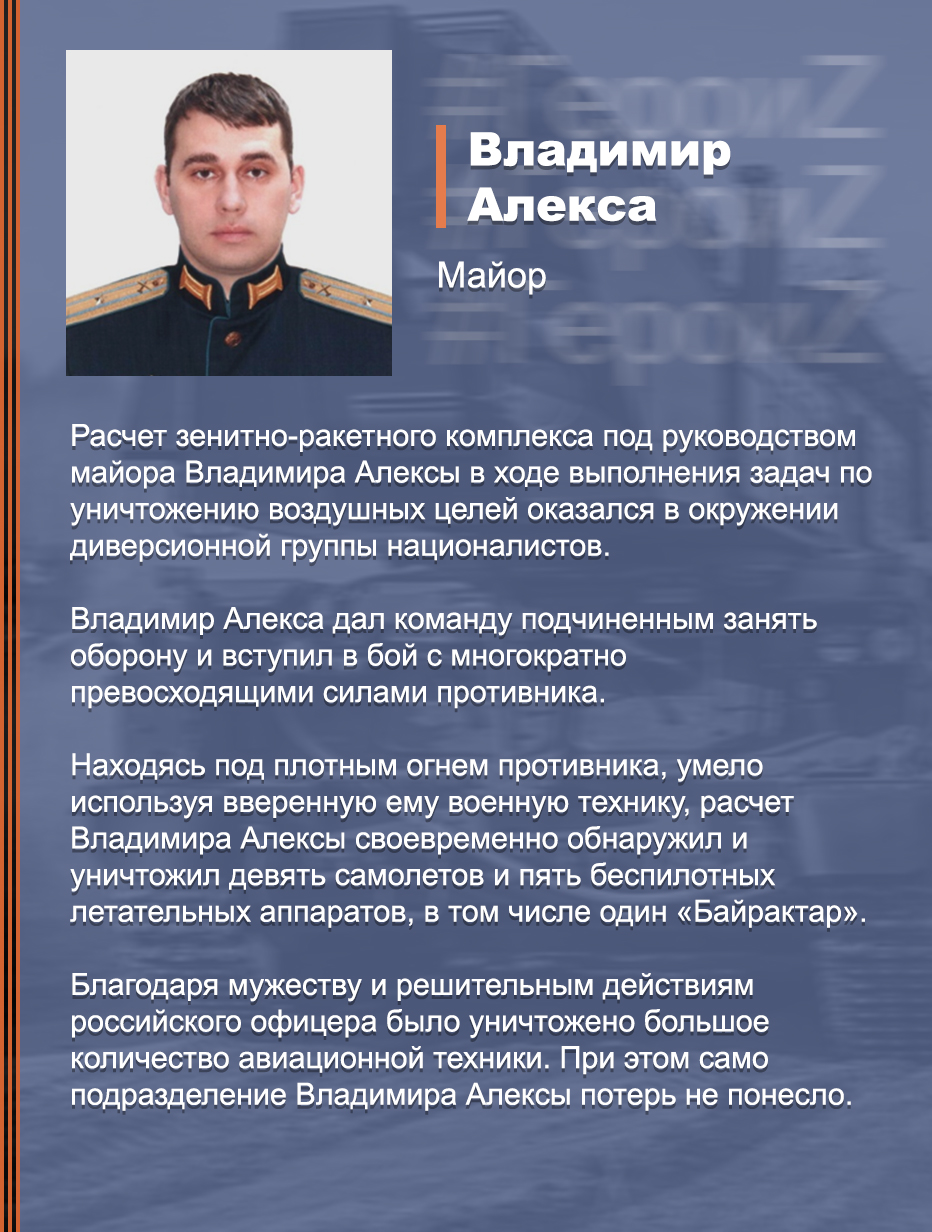 #ГероиZ
#ГероиZ
#ГероиZ
Владимир
Алекса
Майор
Расчет зенитно-ракетного комплекса под руководством
майора Владимира Алексы в ходе выполнения задач по
уничтожению воздушных целей оказался в окружении
диверсионной группы националистов.
Владимир Алекса дал команду подчиненным занять
оборону и вступил в бой с многократно
превосходящими силами противника.
Находясь под плотным огнем противника, умело
используя вверенную ему военную технику, расчет
Владимира Алексы своевременно обнаружил и
уничтожил девять самолетов и пять беспилотных
летательных аппаратов, в том числе один «Байрактар».
Благодаря мужеству и решительным действиям
российского офицера было уничтожено большое
количество авиационной техники. При этом само
подразделение Владимира Алексы потерь не понесло.